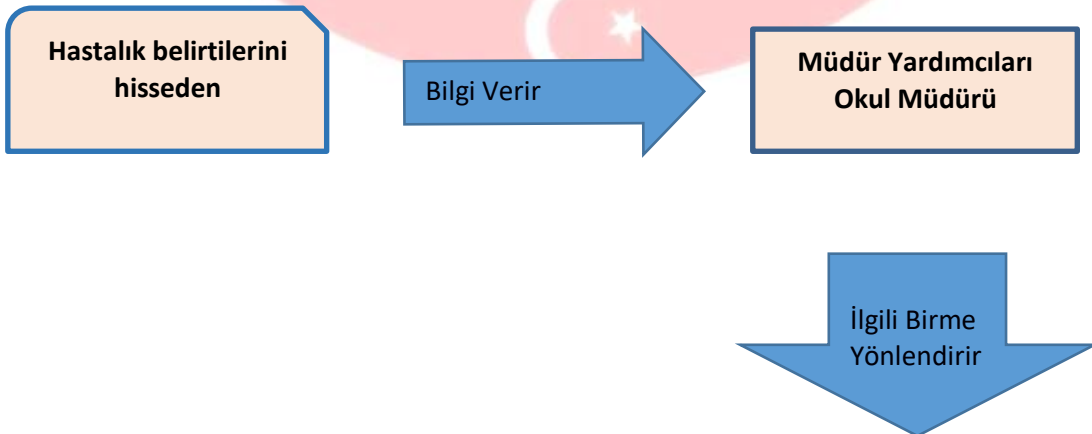 Hastalık belirtilerini
hisseden
Bilgi Verir
Müdür Yardımcıları
Okul Müdürü
İlgili Birme
Yönlendirir